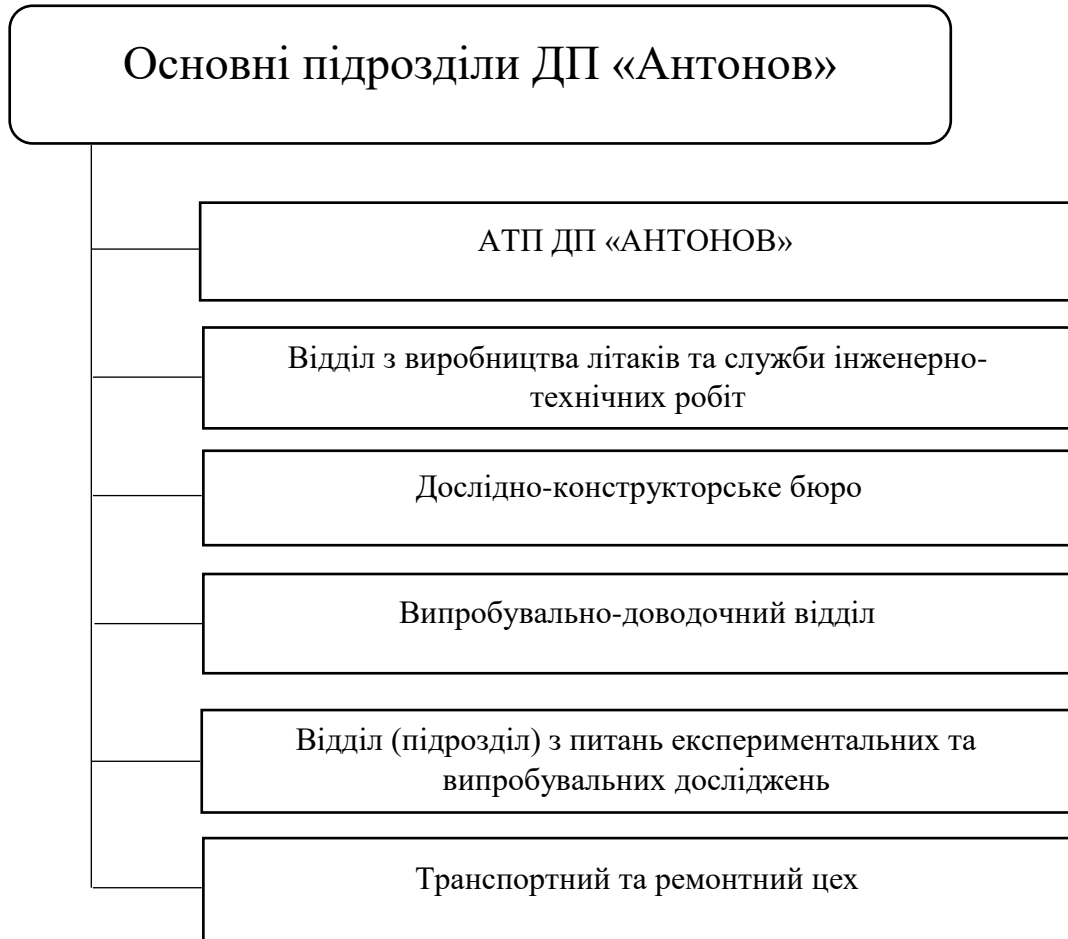 Основні підрозділи ДП «Антонов»
АТП ДП «АНТОНОВ»
Відділ з виробництва літаків та служби інженерно-
технічних робіт
Дослідно-конструкторське бюро
Випробувально-доводочний відділ
Відділ (підрозділ) з питань експериментальних та
випробувальних досліджень
Транспортний та ремонтний цех